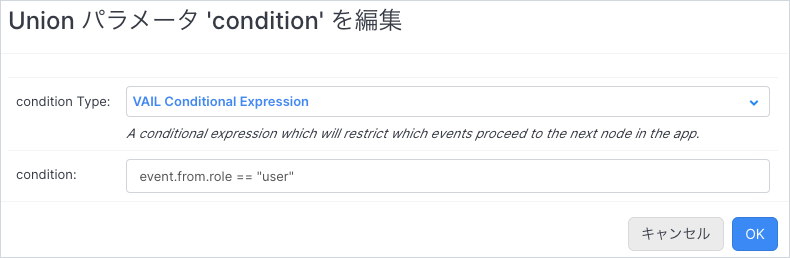 Union パラメータ 'condition' を編集
condition Type:
VAIL Conditional Expression
A conditional expression which will restrict which events proceed to the next node in the app.
condition:
event.from.role == "user"
キャンセル
OK